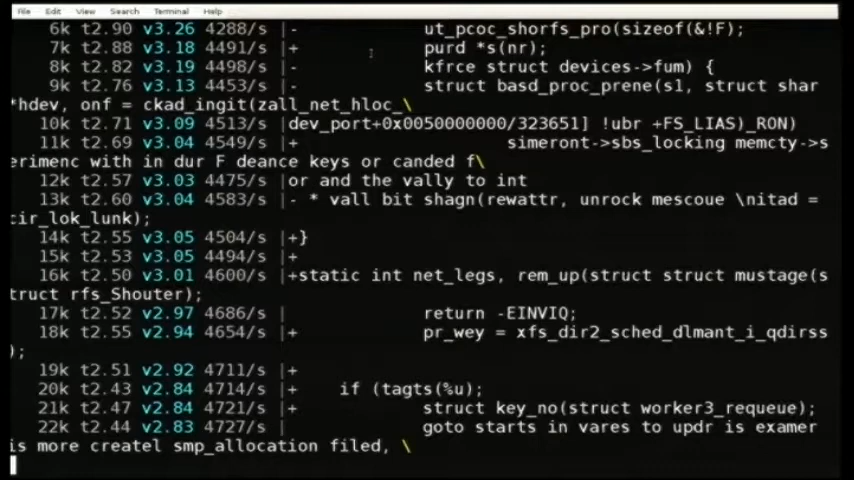 File Edit View Search Terminal Help
6k t2.90 v3.26 4288/s |- ut_pcoc_shorfs_pro(sizeof(&!F);
7k t2.88 v3.18 4491/s |+ purd *s(nr);
8k t2.82 v3.19 4498/s |- kfrce struct devices->fum) {
9k t2.76 v3.13 4453/s |- struct basd_proc_prene(s1, struct shar
*hdev, onf = ckad_ingit(zall_net_hloc_\
10k t2.71 v3.09 4513/s |dev_port+0x0050000000/323651] !ubr +FS_LIAS)_RON)
11k t2.69 v3.04 4549/s |+ simeront->sbs_locking memcty->s
erimenc with in dur F deance keys or canded f\
12k t2.57 v3.03 4475/s |or and the vally to int
13k t2.60 v3.04 4583/s |- * vall bit shagn(rewattr, unrock mescoue \nitad =
cir_lok_lunk);
14k t2.55 v3.05 4504/s |+}
15k t2.53 v3.05 4494/s |+
16k t2.50 v3.01 4600/s |+static int net_legs, rem_up(struct struct mustage(s
truct rfs_Shouter);
17k t2.52 v2.97 4686/s | return -EINVIQ;
18k t2.55 v2.94 4654/s |+ pr_wey = xfs_dir2_sched_dlmant_i_qdirss
);
19k t2.51 v2.92 4711/s |+
20k t2.43 v2.84 4714/s |+ if (tagts(%u);
21k t2.47 v2.84 4721/s |+ struct key_no(struct worker3_requeue);
22k t2.44 v2.83 4727/s | goto starts in vares to updr is examer
is more createl smp_allocation filed, \